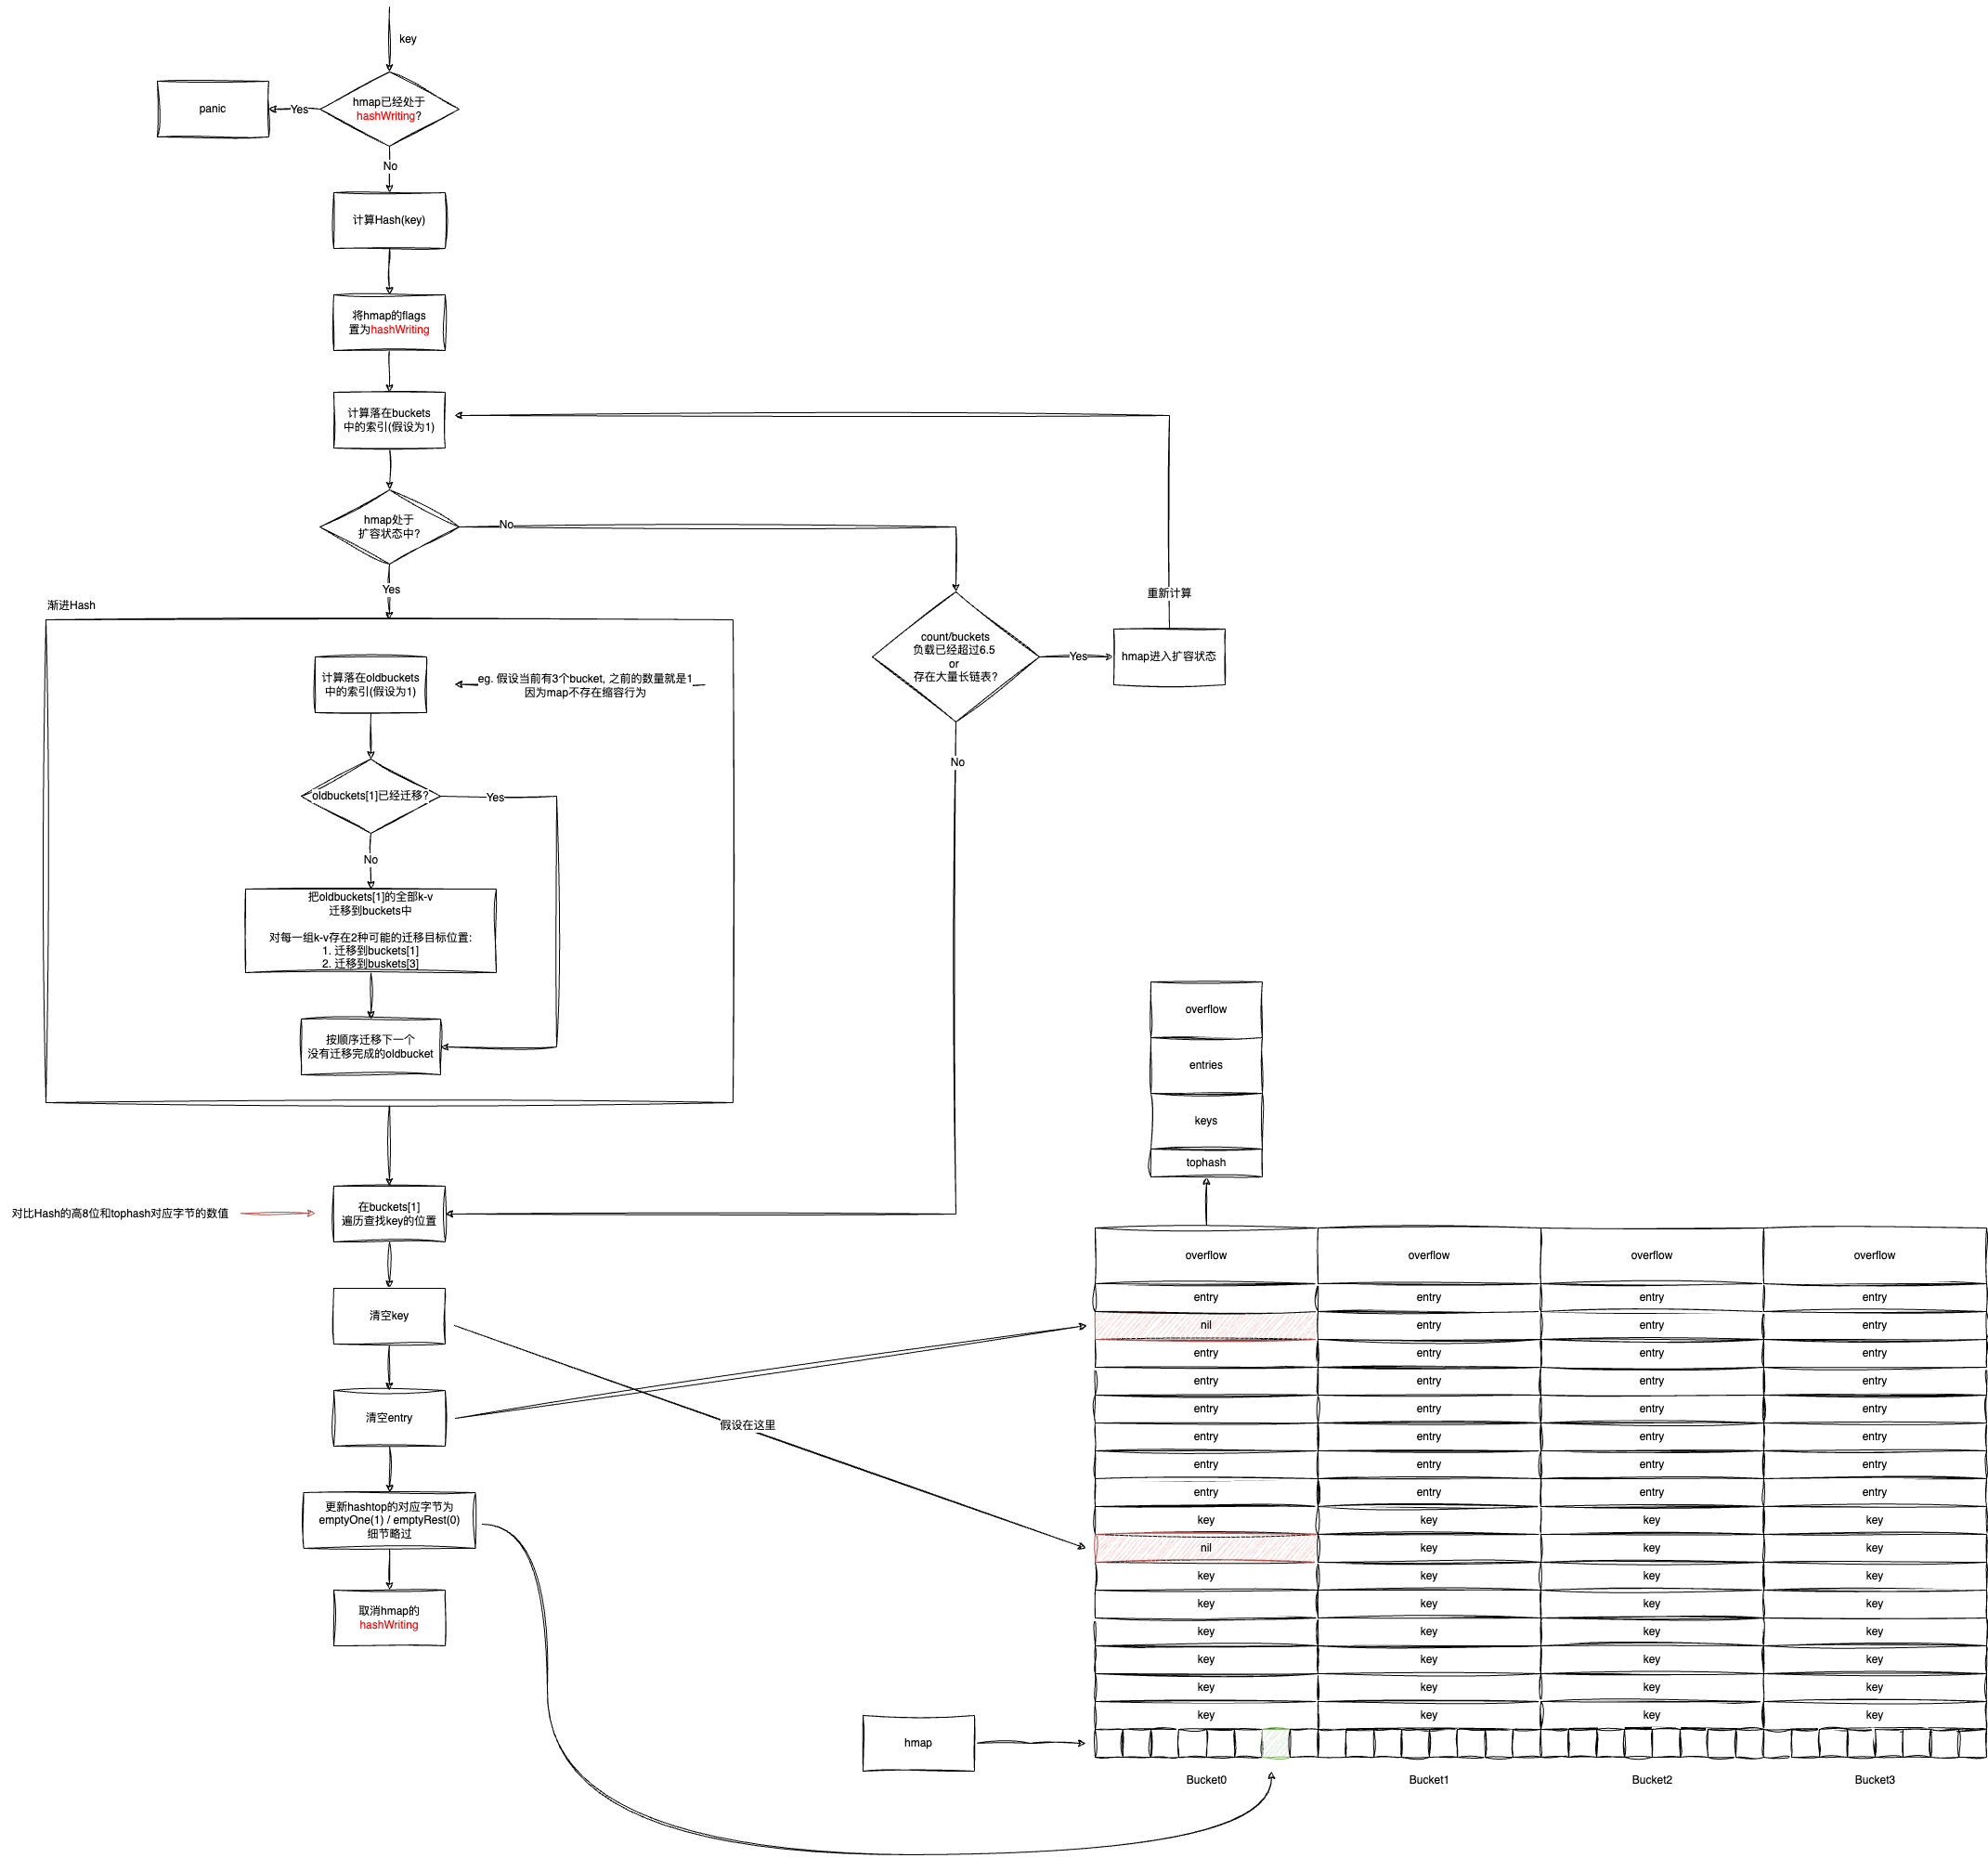 key
hmap已经处于
hashWriting?
Yes
panic
No
计算Hash(key)
将hmap的flags
置为hashWriting
计算落在buckets
中的索引(假设为1)
hmap处于
扩容状态中?
No
Yes
count/buckets
负载已经超过6.5
or
存在大量长链表?
Yes
hmap进入扩容状态
重新计算
No
渐进Hash
计算落在oldbuckets
中的索引(假设为1)
eg. 假设当前有3个bucket, 之前的数量就是1
因为map不存在缩容行为
oldbuckets[1]已经迁移?
Yes
No
把oldbuckets[1]的全部k-v
迁移到buckets中
对每一组k-v存在2种可能的迁移目标位置:
1. 迁移到buckets[1]
2. 迁移到buskets[3]
按顺序迁移下一个
没有迁移完成的oldbucket
对比Hash的高8位和tophash对应字节的数值
在buckets[1]
遍历查找key的位置
清空key
假设在这里
清空entry
更新hashtop的对应字节为
emptyOne(1) / emptyRest(0)
细节略过
取消hmap的
hashWriting
overflow
entries
keys
tophash
overflow overflow overflow overflow
entry entry entry entry
nil entry entry entry
entry entry entry entry
entry entry entry entry
entry entry entry entry
entry entry entry entry
entry entry entry entry
entry entry entry entry
key key key key
nil key key key
key key key key
key key key key
key key key key
key key key key
key key key key
key key key key
hmap
Bucket0 Bucket1 Bucket2 Bucket3